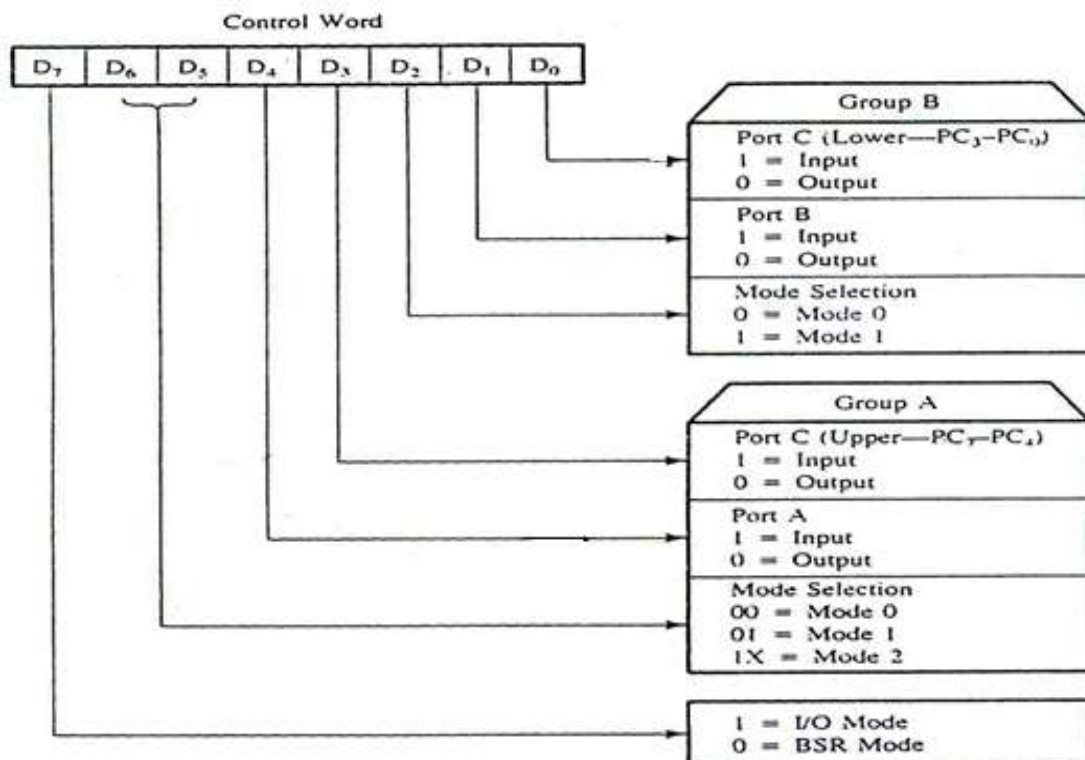 Control Word
D₇ D₆ D₅ D₄ D₃ D₂ D₁ D₀
Group B
Port C (Lower—PC₃–PC₀)
1 = Input
0 = Output
Port B
1 = Input
0 = Output
Mode Selection
0 = Mode 0
1 = Mode 1
Group A
Port C (Upper—PC₇–PC₄)
1 = Input
0 = Output
Port A
1 = Input
0 = Output
Mode Selection
00 = Mode 0
01 = Mode 1
1X = Mode 2
1 = I/O Mode
0 = BSR Mode